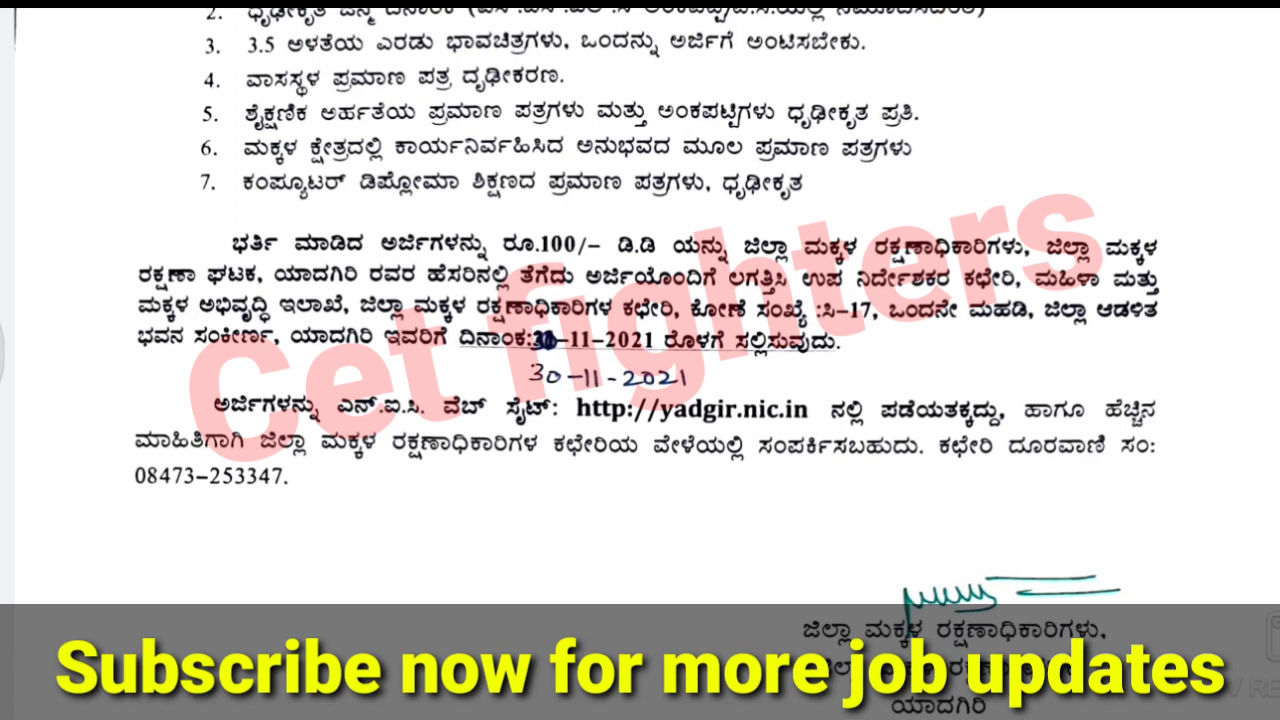 2. ಧೃಢೀಕೃತ ಜನ್ಮ ದಿನಾಂಕ
3. 3.5 ಅಳತೆಯ ಎರಡು ಭಾವಚಿತ್ರಗಳು, ಒಂದನ್ನು ಅರ್ಜಿಗೆ ಅಂಟಿಸಬೇಕು.
4. ವಾಸಸ್ಥಳ ಪ್ರಮಾಣ ಪತ್ರ ದೃಢೀಕರಣ.
5. ಶೈಕ್ಷಣಿಕ ಅರ್ಹತೆಯ ಪ್ರಮಾಣ ಪತ್ರಗಳು ಮತ್ತು ಅಂಕಪಟ್ಟಿಗಳು ಧೃಢೀಕೃತ ಪ್ರತಿ.
6. ಮಕ್ಕಳ ಕ್ಷೇತ್ರದಲ್ಲಿ ಕಾರ್ಯನಿರ್ವಹಿಸಿದ ಅನುಭವದ ಮೂಲ ಪ್ರಮಾಣ ಪತ್ರಗಳು
7. ಕಂಪ್ಯೂಟರ್ ಡಿಪ್ಲೋಮಾ ಶಿಕ್ಷಣದ ಪ್ರಮಾಣ ಪತ್ರಗಳು, ಧೃಢೀಕೃತ
ಭರ್ತಿ ಮಾಡಿದ ಅರ್ಜಿಗಳನ್ನು ರೂ.100/– ಡಿ.ಡಿ ಯನ್ನು ಜಿಲ್ಲಾ ಮಕ್ಕಳ ರಕ್ಷಣಾಧಿಕಾರಿಗಳು, ಜಿಲ್ಲಾ ಮಕ್ಕಳ
ರಕ್ಷಣಾ ಘಟಕ, ಯಾದಗಿರಿ ರವರ ಹೆಸರಿನಲ್ಲಿ ತೆಗೆದು ಅರ್ಜಿಯೊಂದಿಗೆ ಲಗತ್ತಿಸಿ ಉಪ ನಿರ್ದೇಶಕರ ಕಛೇರಿ, ಮಹಿಳಾ ಮತ್ತು
ಮಕ್ಕಳ ಅಭಿವೃದ್ಧಿ ಇಲಾಖೆ, ಜಿಲ್ಲಾ ಮಕ್ಕಳ ರಕ್ಷಣಾಧಿಕಾರಿಗಳ ಕಛೇರಿ, ಕೋಣೆ ಸಂಖ್ಯೆ :ಸಿ–17, ಒಂದನೇ ಮಹಡಿ, ಜಿಲ್ಲಾ ಆಡಳಿತ
ಭವನ ಸಂಕೀರ್ಣ, ಯಾದಗಿರಿ ಇವರಿಗೆ ದಿನಾಂಕ: –11–2021 ರೊಳಗೆ ಸಲ್ಲಿಸುವುದು.
30-11-2021
ಅರ್ಜಿಗಳನ್ನು ಎನ್.ಐ.ಸಿ. ವೆಬ್ ಸೈಟ್: http://yadgir.nic.in ನಲ್ಲಿ ಪಡೆಯತಕ್ಕದ್ದು, ಹಾಗೂ ಹೆಚ್ಚಿನ
ಮಾಹಿತಿಗಾಗಿ ಜಿಲ್ಲಾ ಮಕ್ಕಳ ರಕ್ಷಣಾಧಿಕಾರಿಗಳ ಕಛೇರಿಯ ವೇಳೆಯಲ್ಲಿ ಸಂಪರ್ಕಿಸಬಹುದು. ಕಛೇರಿ ದೂರವಾಣಿ ಸಂ:
08473–253347.
Cet fighters
ಜಿಲ್ಲಾ ಮಕ್ಕಳ ರಕ್ಷಣಾಧಿಕಾರಿಗಳು,
Subscribe now for more job updates
ಯಾದಗಿರಿ